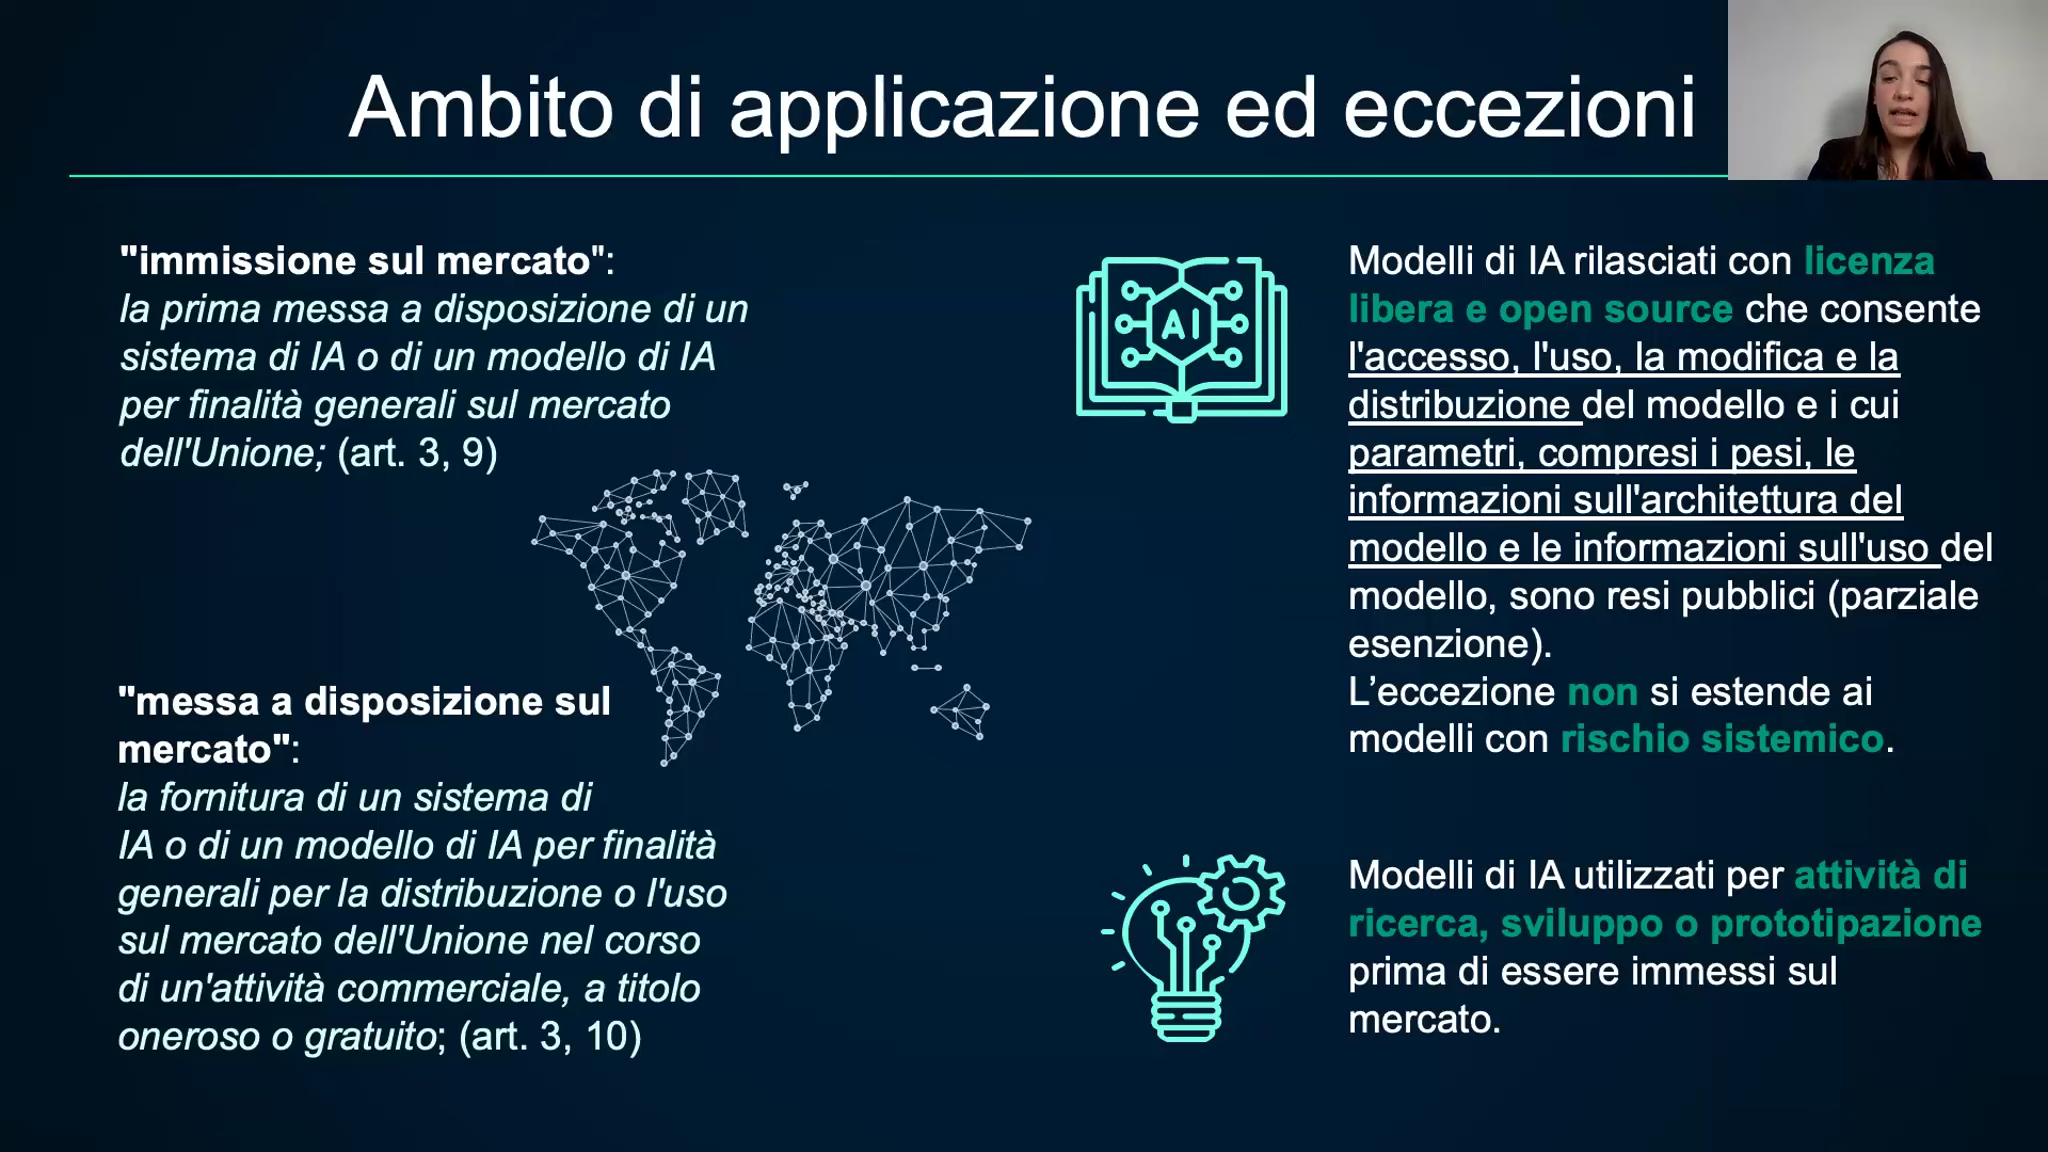 Ambito di applicazione ed eccezioni
"immissione sul mercato":
la prima messa a disposizione di un
sistema di IA o di un modello di IA
per finalità generali sul mercato
dell'Unione; (art. 3, 9)
"messa a disposizione sul
mercato":
la fornitura di un sistema di
IA o di un modello di IA per finalità
generali per la distribuzione o l'uso
sul mercato dell'Unione nel corso
di un'attività commerciale, a titolo
oneroso o gratuito; (art. 3, 10)
AI
Modelli di IA rilasciati con licenza
libera e open source che consente
l'accesso, l'uso, la modifica e la
distribuzione del modello e i cui
parametri, compresi i pesi, le
informazioni sull'architettura del
modello e le informazioni sull'uso del
modello, sono resi pubblici (parziale
esenzione).
L’eccezione non si estende ai
modelli con rischio sistemico.
Modelli di IA utilizzati per attività di
ricerca, sviluppo o prototipazione
prima di essere immessi sul
mercato.